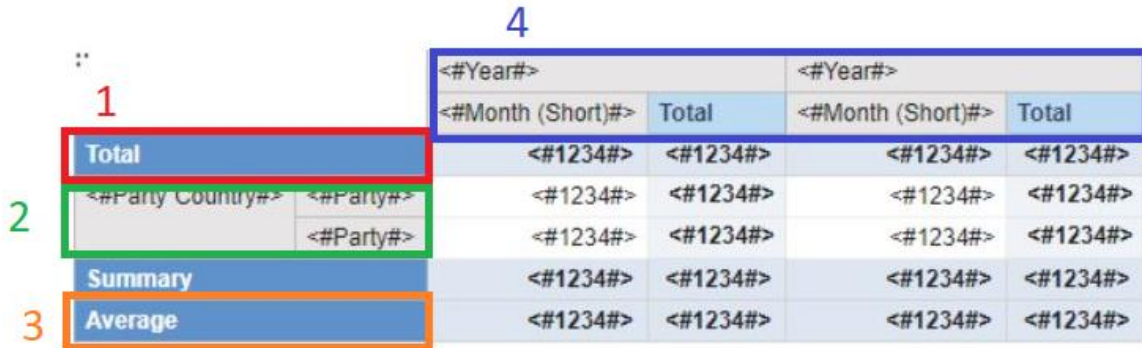 4
<#Year#> <#Year#>
1
<#Month (Short)#> Total <#Month (Short)#> Total
Total <#1234#> <#1234#> <#1234#> <#1234#>
2
<#Party Country#> <#Party#> <#1234#> <#1234#> <#1234#> <#1234#>
<#Party#> <#1234#> <#1234#> <#1234#> <#1234#>
Summary <#1234#> <#1234#> <#1234#> <#1234#>
3
Average <#1234#> <#1234#> <#1234#> <#1234#>